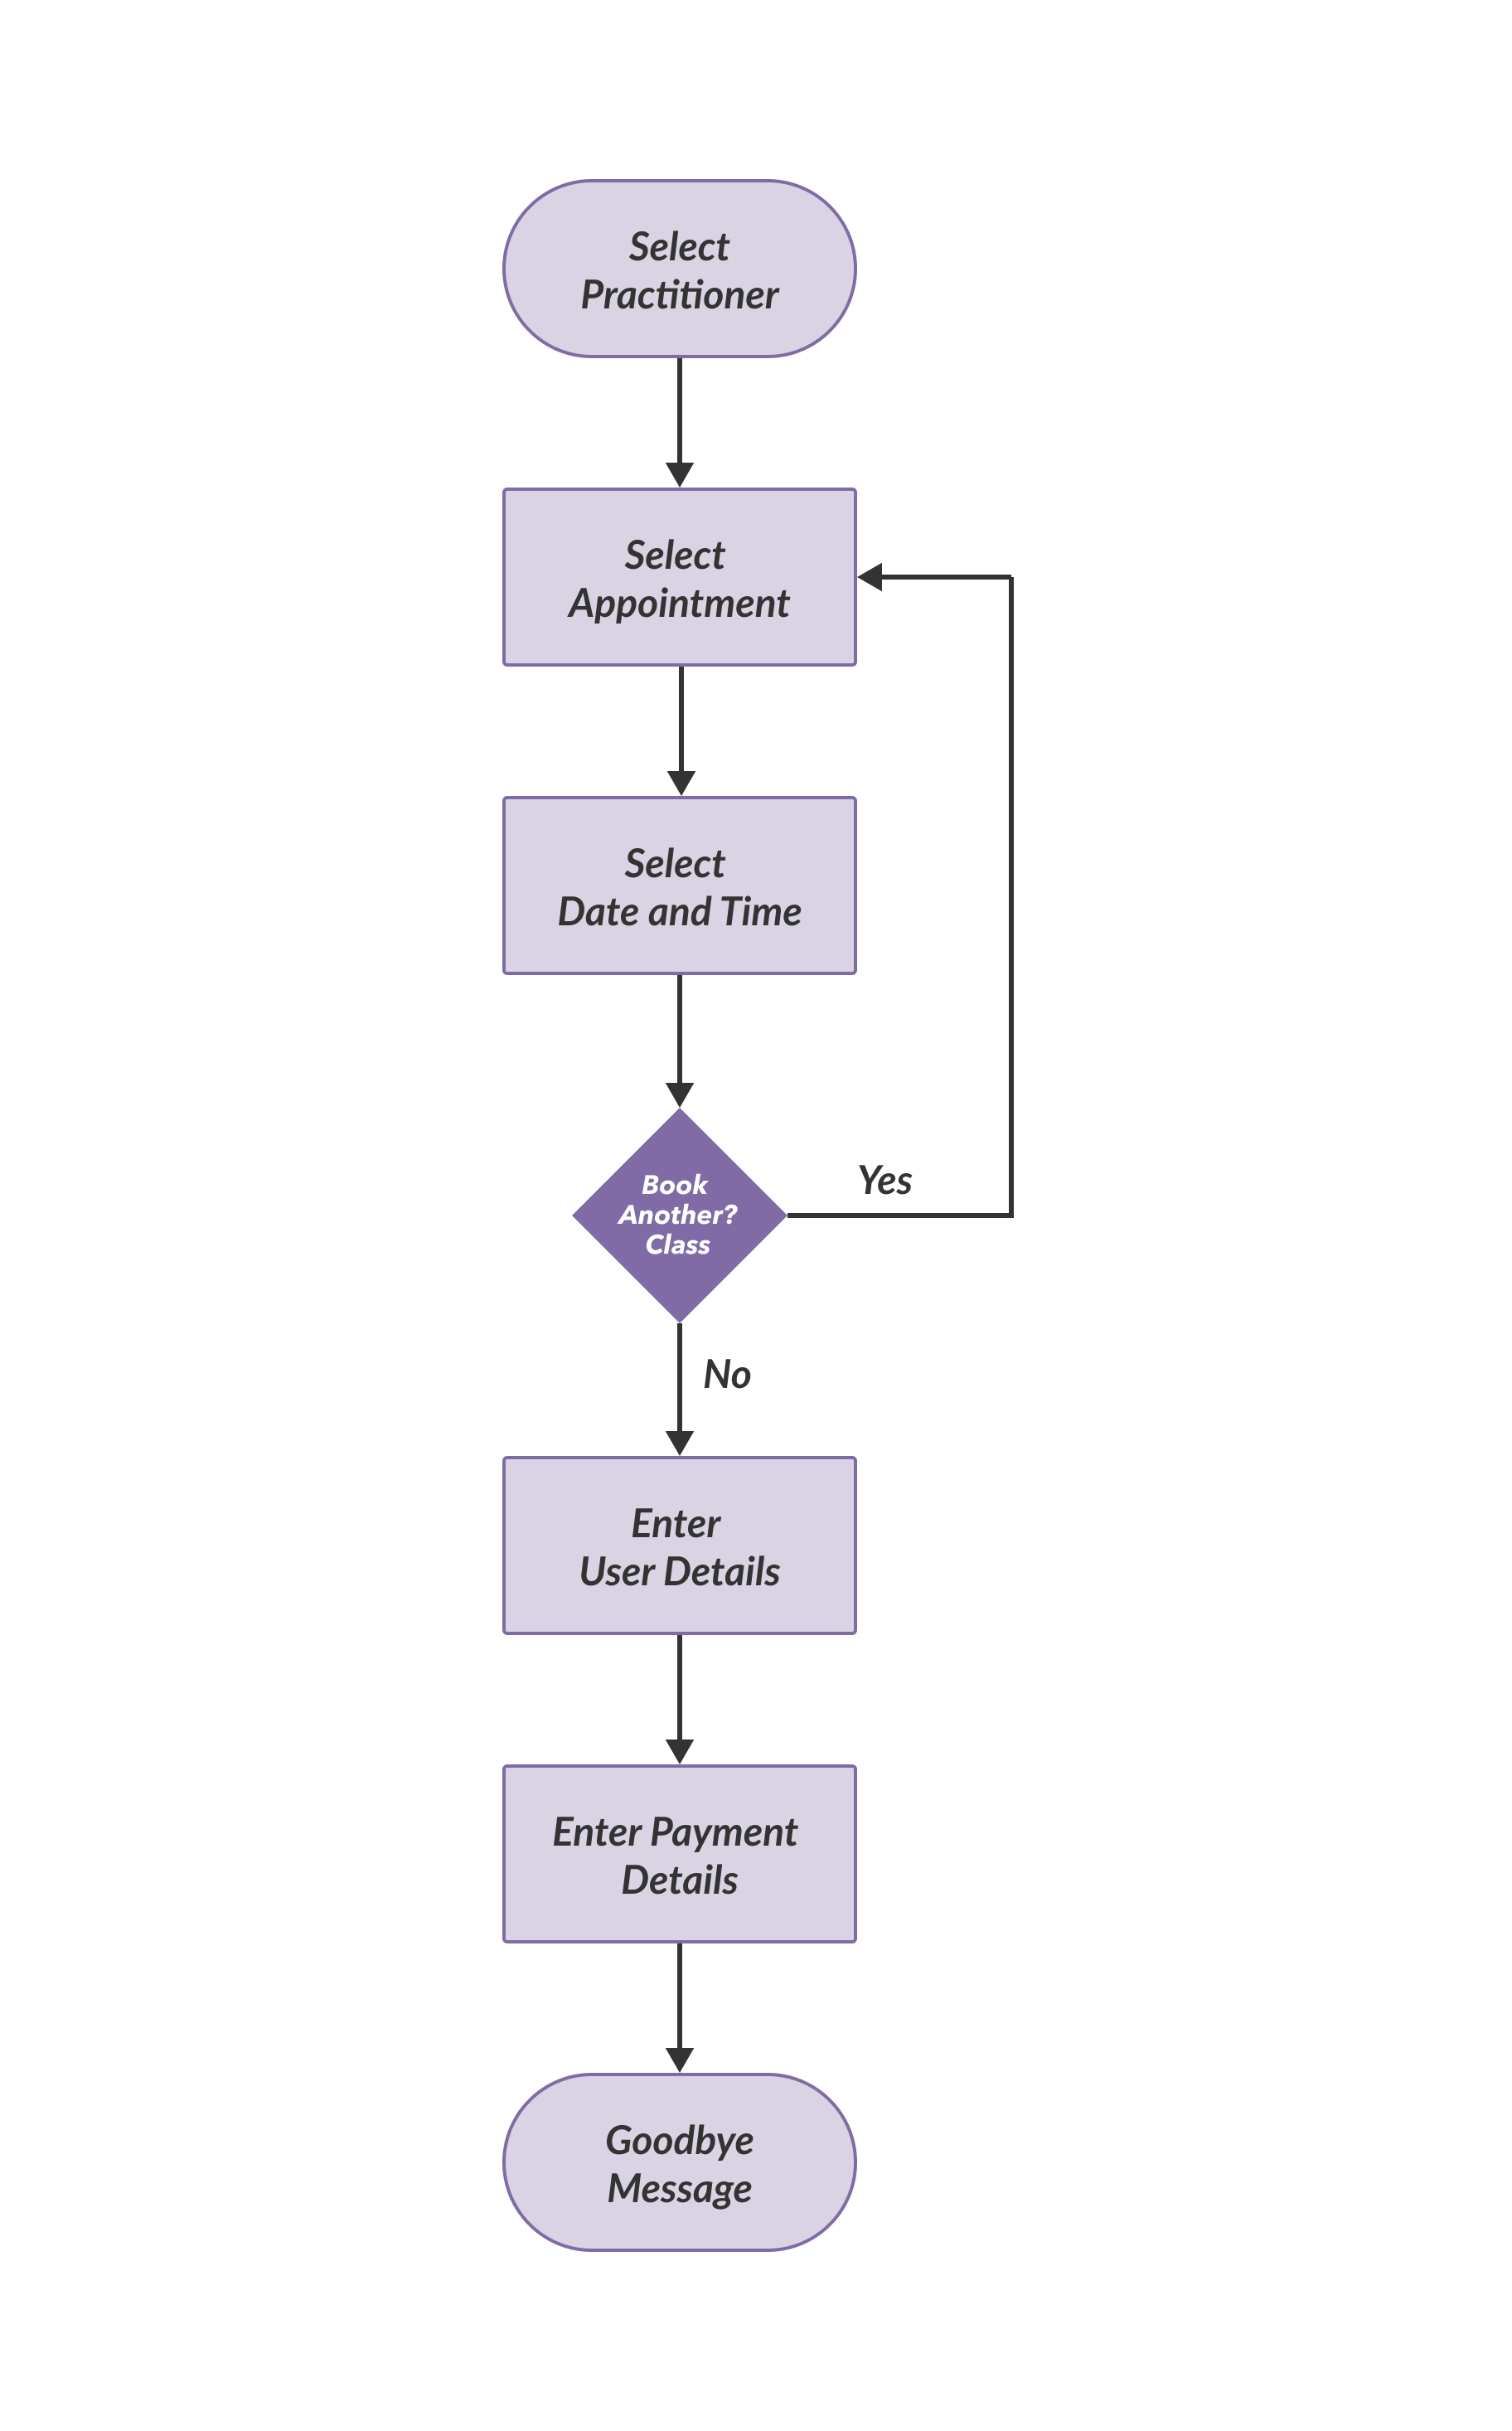 Select
Practitioner
Select
Appointment
Select
Date and Time
Book
Another?
Class
Yes
No
Enter
User Details
Enter Payment
Details
Goodbye
Message